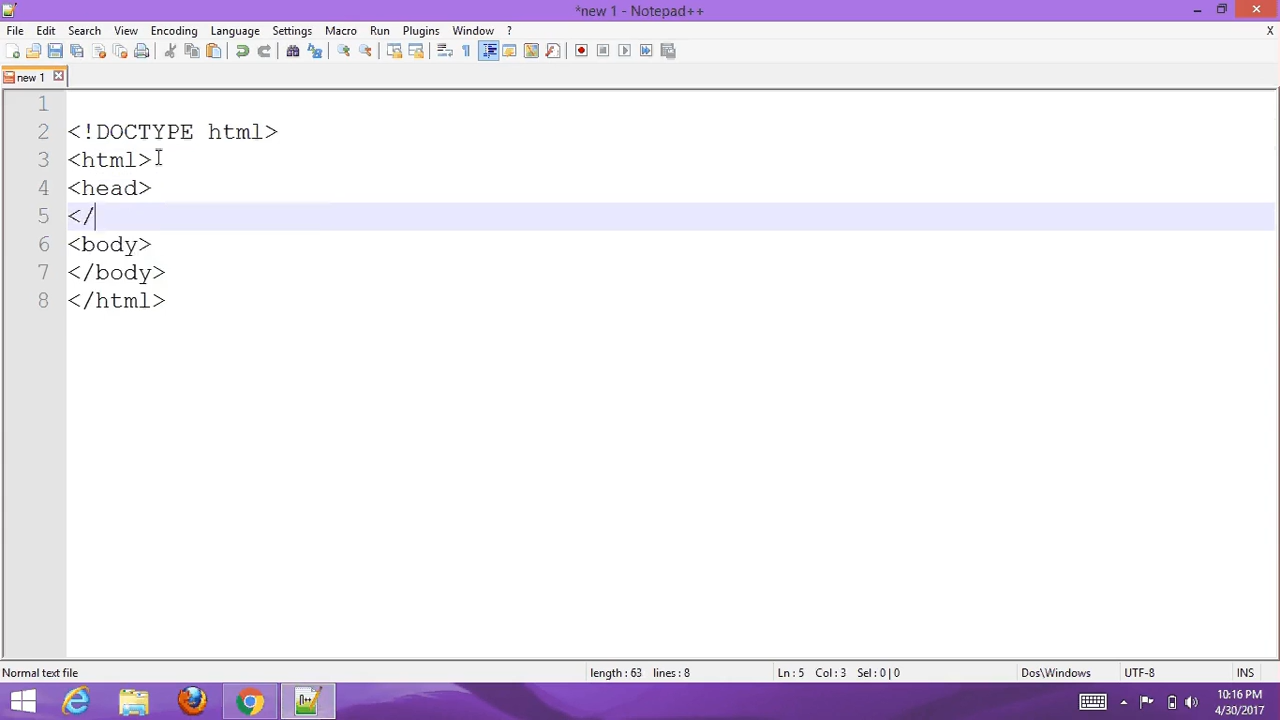 *new 1 - Notepad++
File Edit Search View Encoding Language Settings Macro Run Plugins Window ? X
new 1
1
2 <!DOCTYPE html>
3 <html>
4 <head>
5 </
6 <body>
7 </body>
8 </html>
Normal text file length : 63 lines : 8 Ln : 5 Col : 3 Sel : 0 | 0 Dos\Windows UTF-8 INS
10:16 PM
4/30/2017